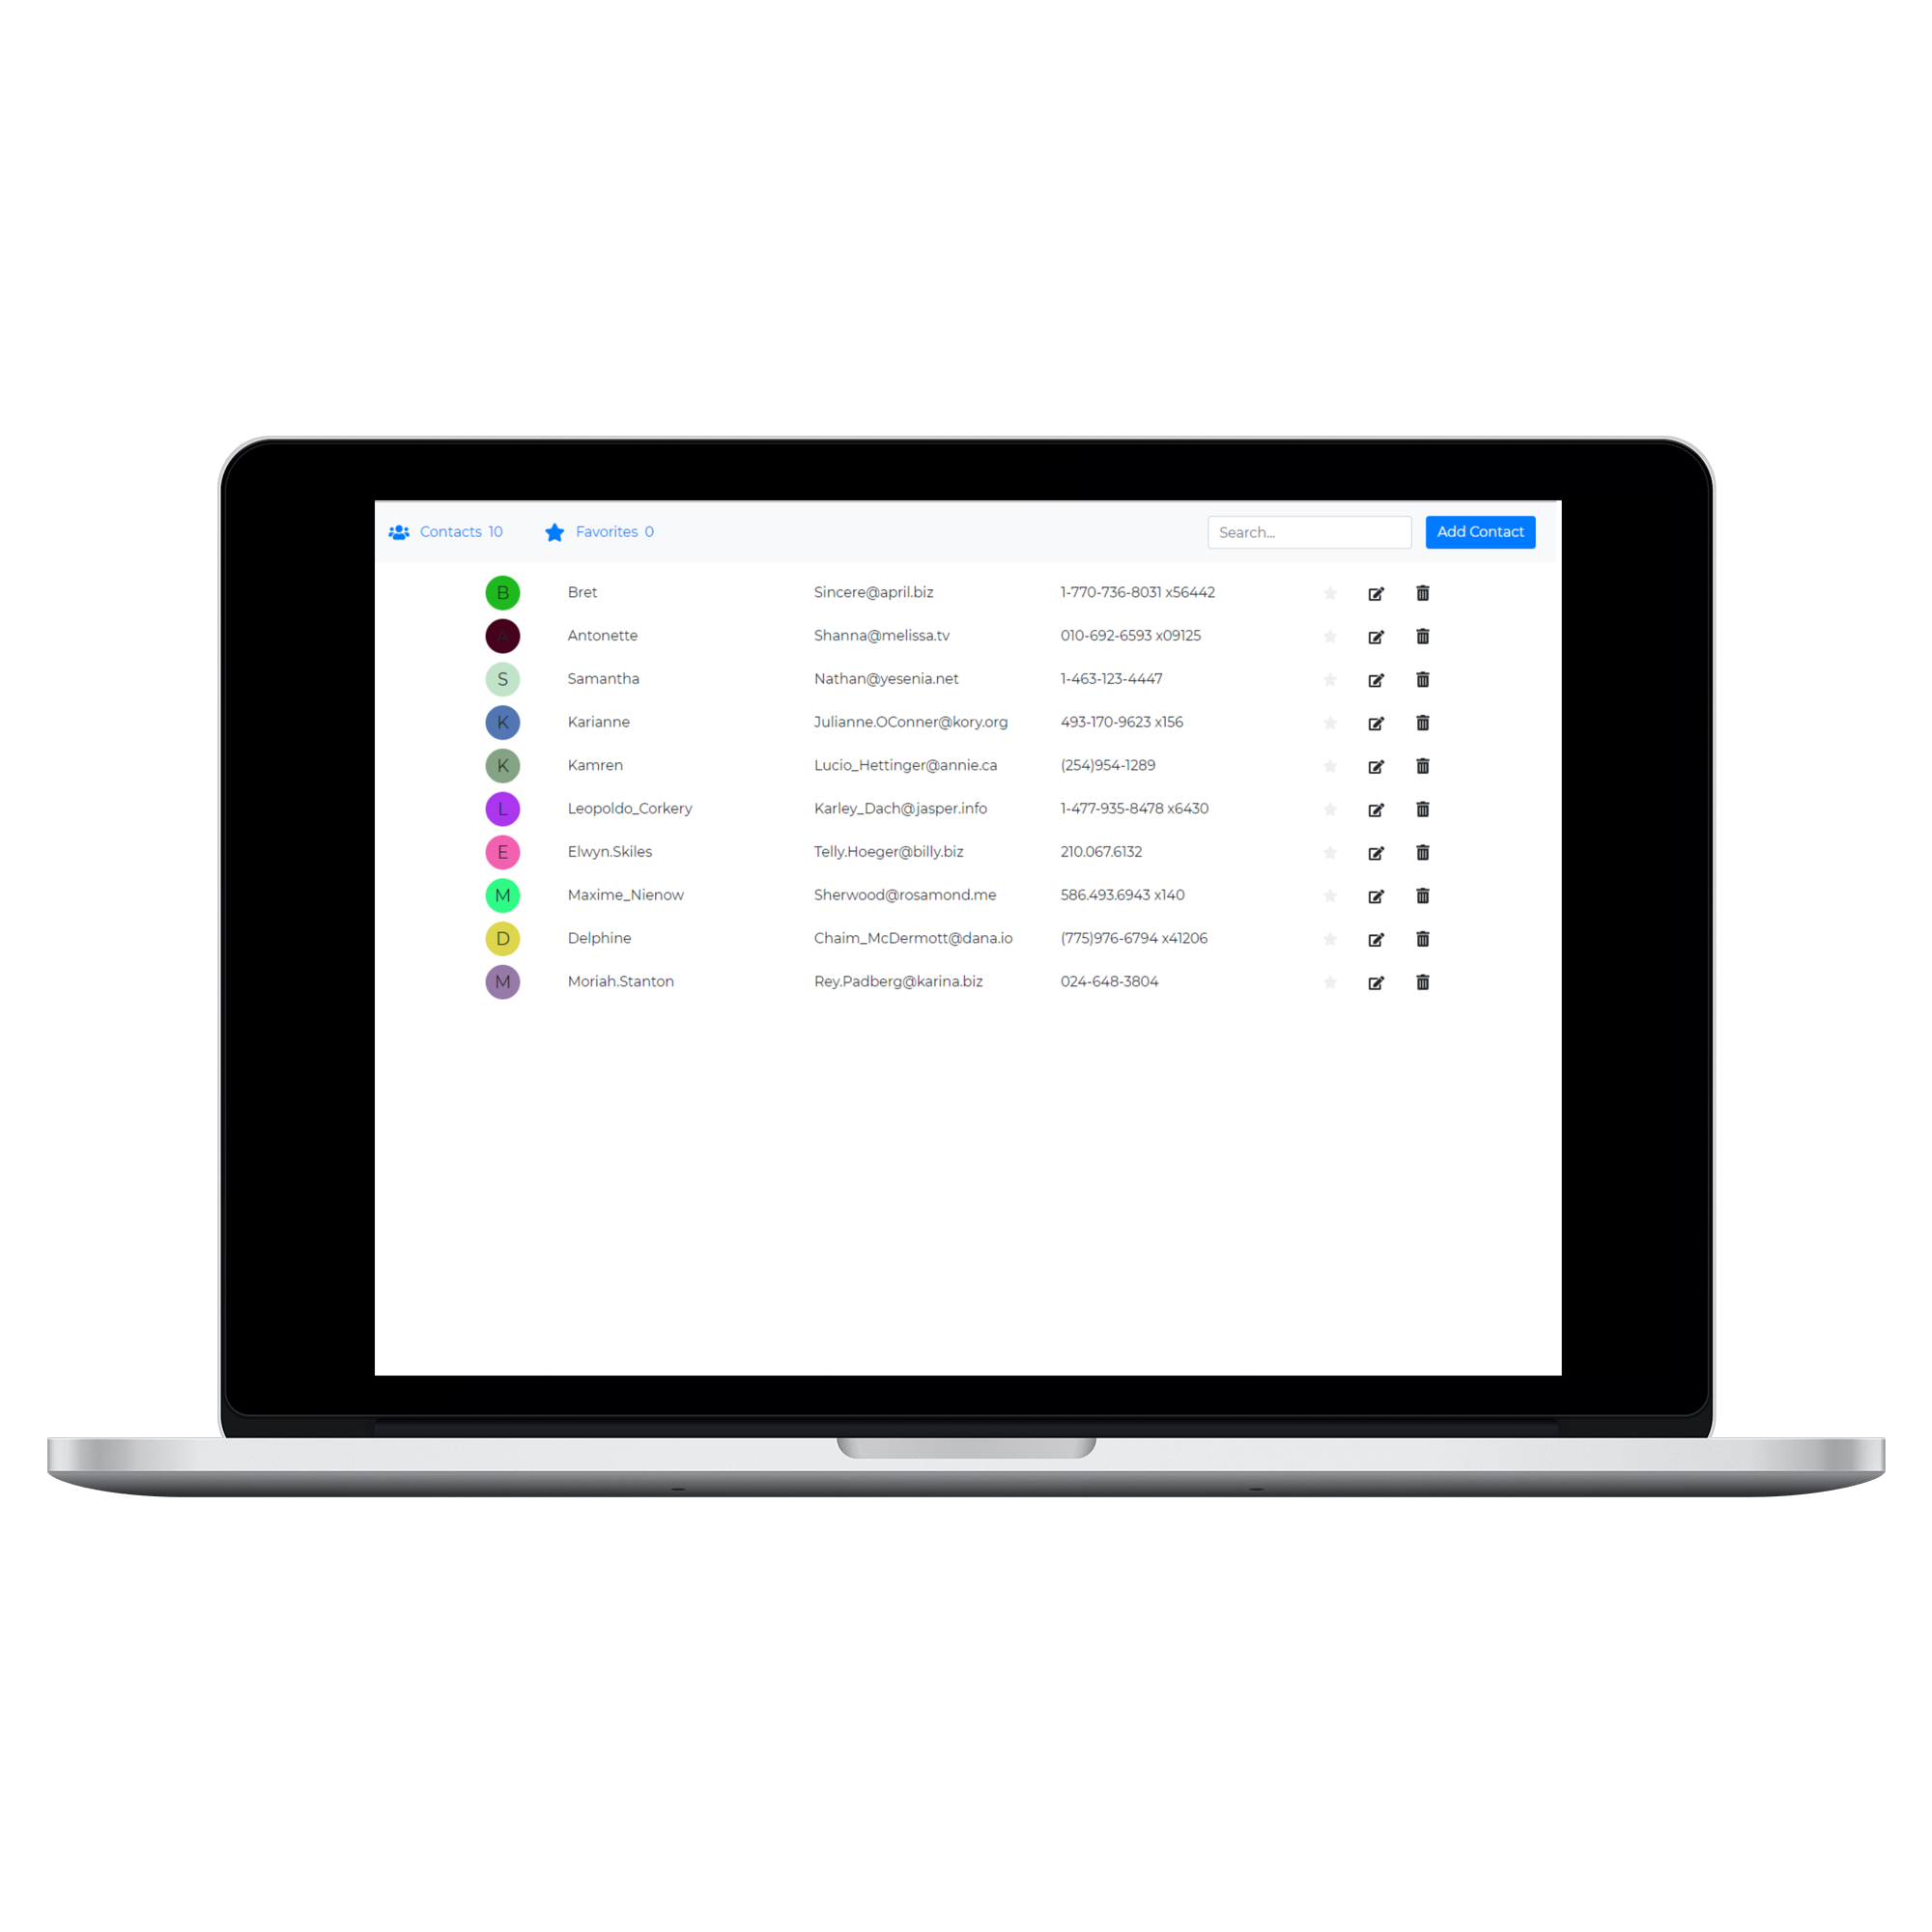 Contacts 10 Favorites 0 Search... Add Contact
B Bret Sincere@april.biz 1-770-736-8031 x56442
A Antonette Shanna@melissa.tv 010-692-6593 x09125
S Samantha Nathan@yesenia.net 1-463-123-4447
K Karianne Julianne.OConner@kory.org 493-170-9623 x156
K Kamren Lucio_Hettinger@annie.ca (254)954-1289
L Leopoldo_Corkery Karley_Dach@jasper.info 1-477-935-8478 x6430
E Elwyn.Skiles Telly.Hoeger@billy.biz 210.067.6132
M Maxime_Nienow Sherwood@rosamond.me 586.493.6943 x140
D Delphine Chaim_McDermott@dana.io (775)976-6794 x41206
M Moriah.Stanton Rey.Padberg@karina.biz 024-648-3804